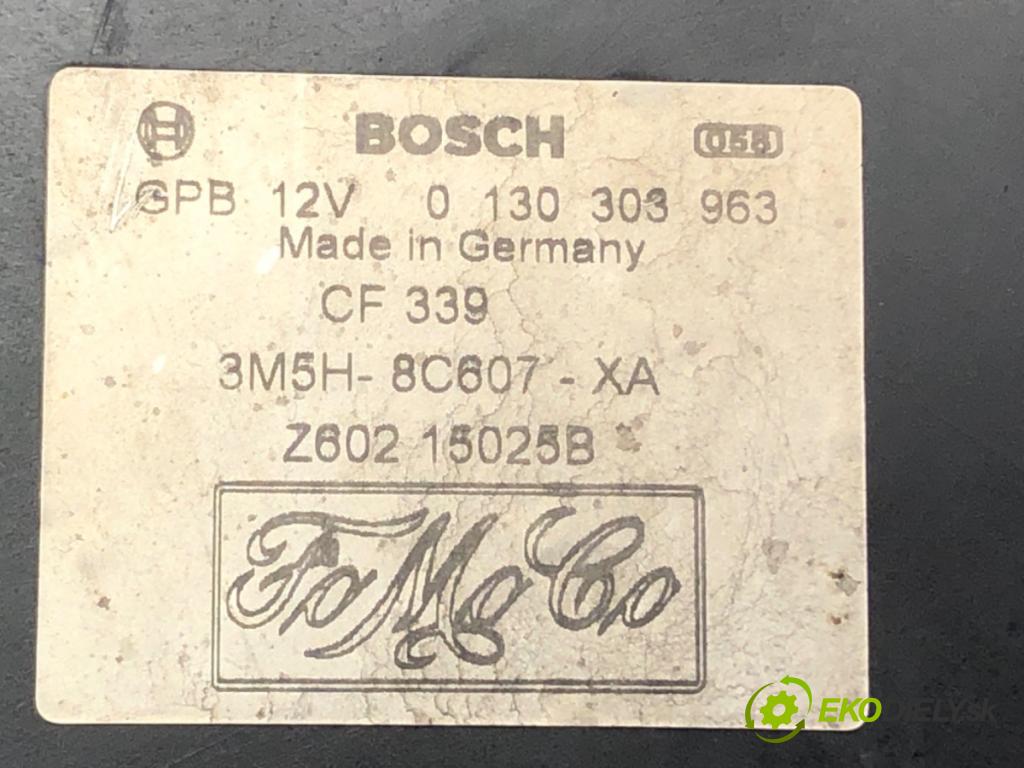 BOSCH 055
GPB 12V 0 130 303 963
Made in Germany
CF 339
3M5H- 8C607 - XA
Z602 15025B
FoMoCo
EKODIELY.SK